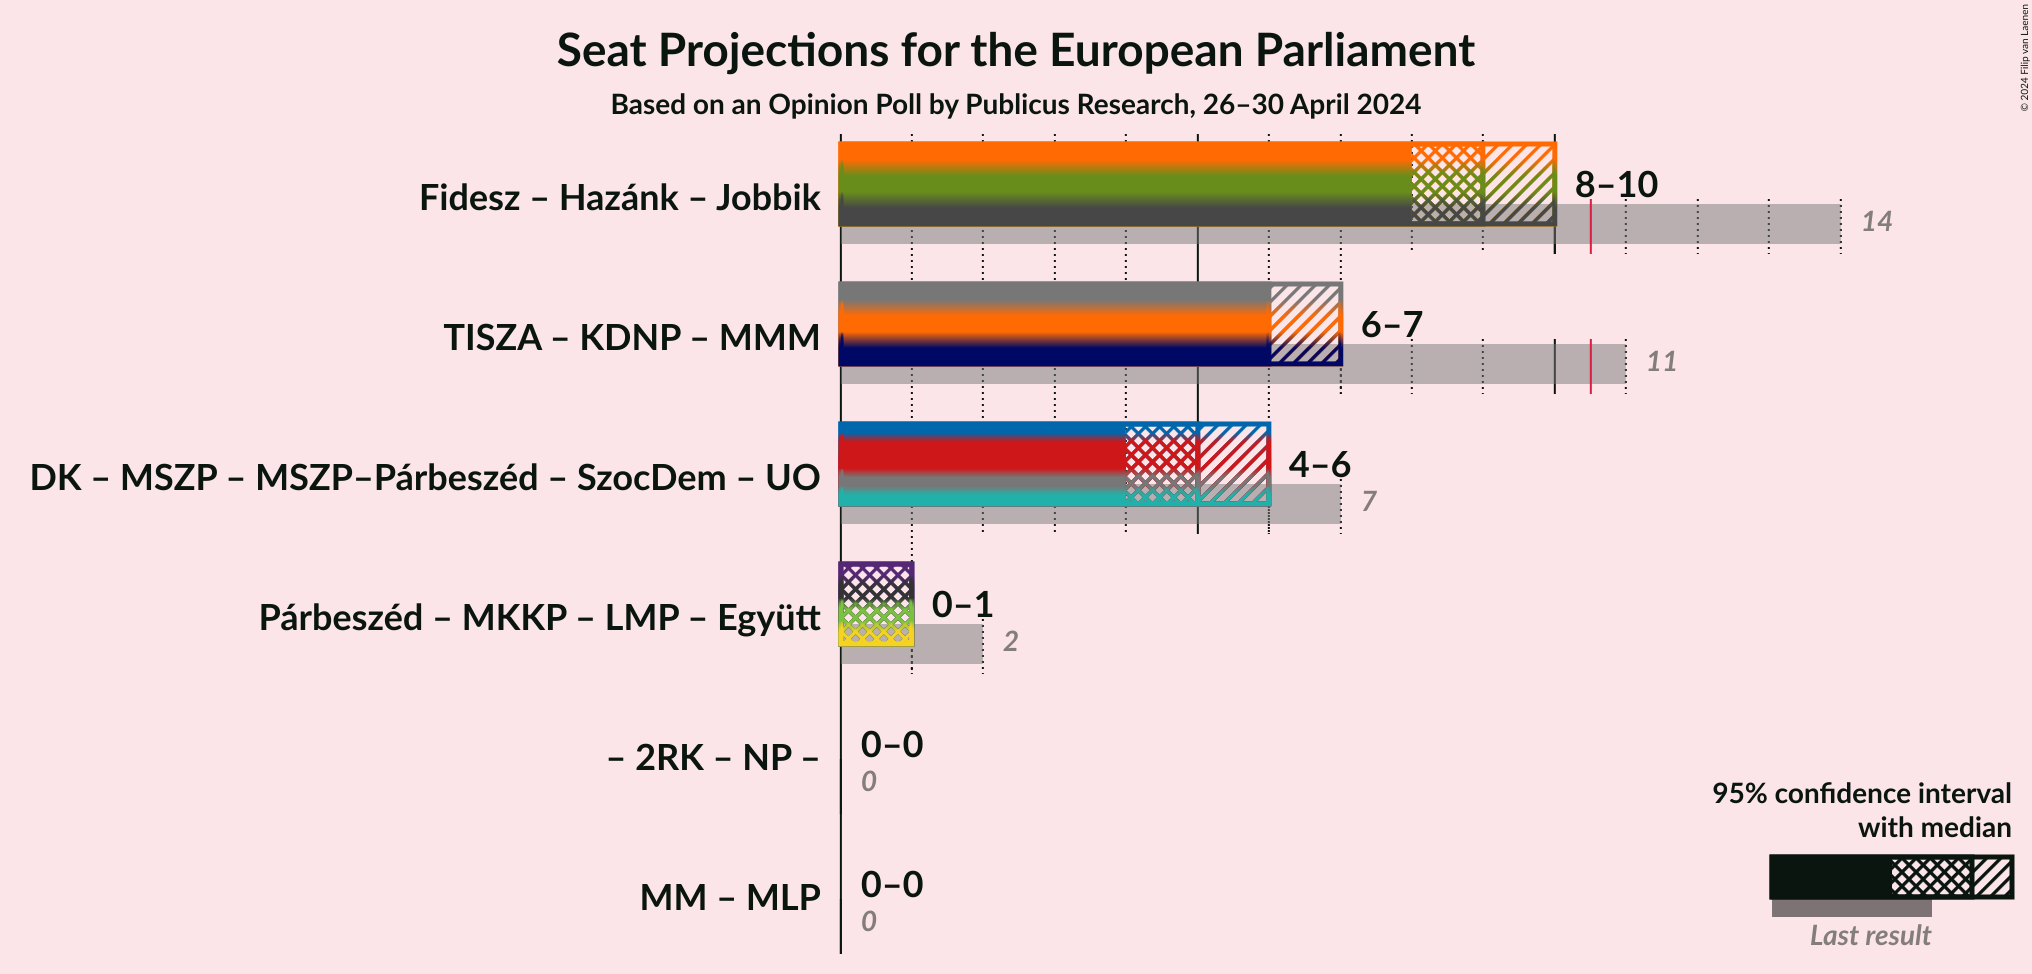 Seat Projections for the European Parliament
Based on an Opinion Poll by Publicus Research, 26–30 April 2024
© 2024 Filip van Laenen
Fidesz – Hazánk – Jobbik
8–10
14
TISZA – KDNP – MMM
6–7
11
DK – MSZP – MSZP–Párbeszéd – SzocDem – UO
4–6
7
Párbeszéd – MKKP – LMP – Együtt
0–1
2
– 2RK – NP –
0–0
0
MM – MLP
0–0
0
95% confidence interval
with median
Last result